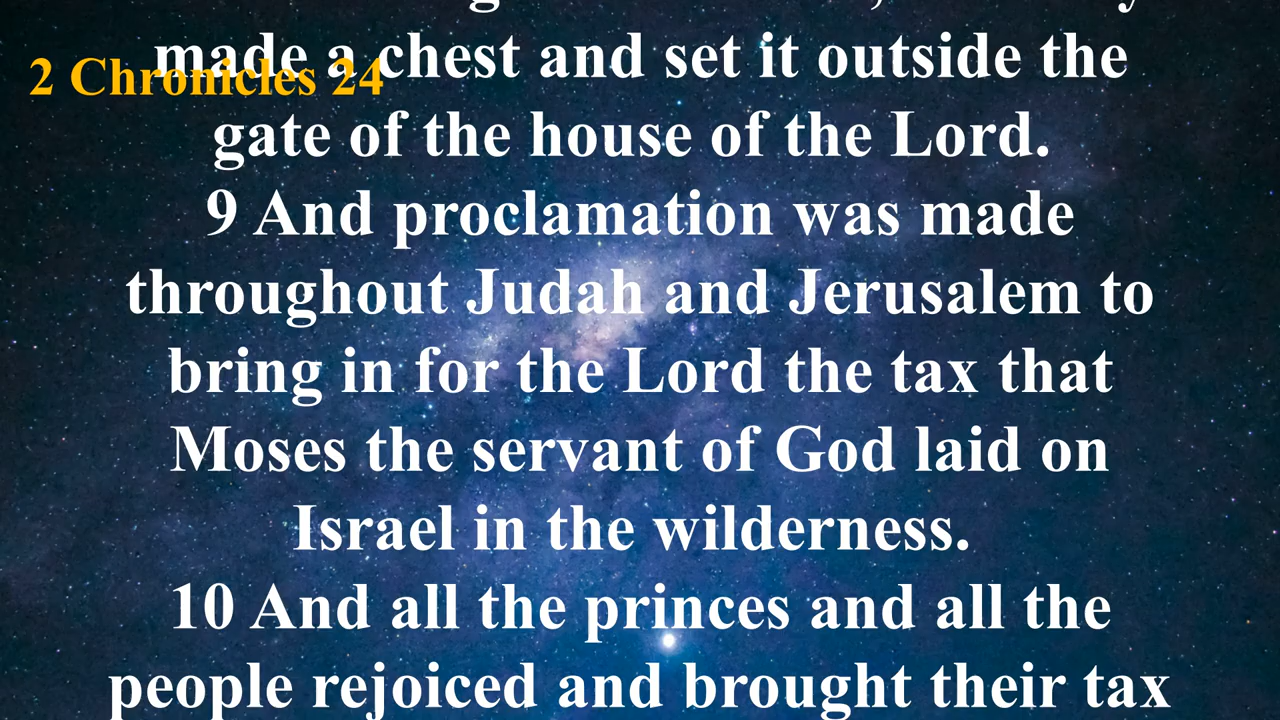 2 Chronicles 24
made a chest and set it outside the
gate of the house of the Lord.
9 And proclamation was made
throughout Judah and Jerusalem to
bring in for the Lord the tax that
Moses the servant of God laid on
Israel in the wilderness.
10 And all the princes and all the
people rejoiced and brought their tax